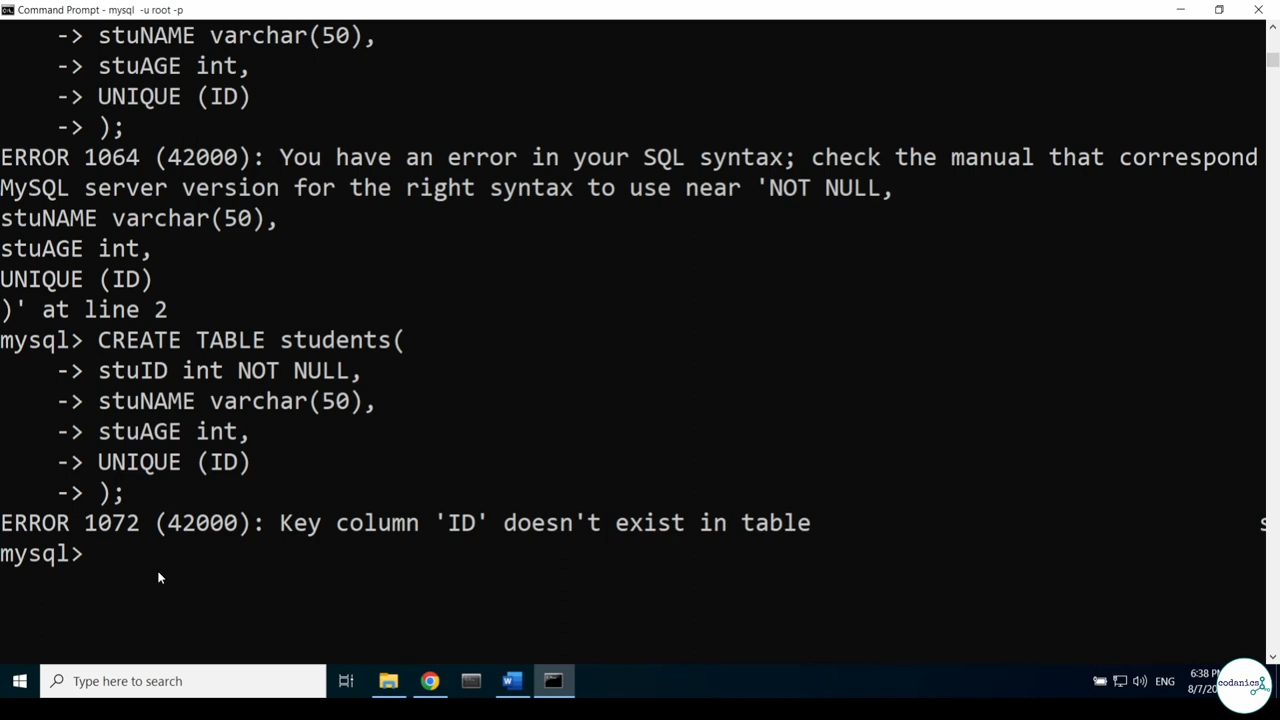 Command Prompt - mysql -u root -p
-> stuNAME varchar(50),
-> stuAGE int,
-> UNIQUE (ID)
-> );
ERROR 1064 (42000): You have an error in your SQL syntax; check the manual that correspond
MySQL server version for the right syntax to use near 'NOT NULL,
stuNAME varchar(50),
stuAGE int,
UNIQUE (ID)
)' at line 2
mysql> CREATE TABLE students(
-> stuID int NOT NULL,
-> stuNAME varchar(50),
-> stuAGE int,
-> UNIQUE (ID)
-> );
ERROR 1072 (42000): Key column 'ID' doesn't exist in table s
mysql>
Type here to search
ENG
6:38 P
8/7/20
codanics